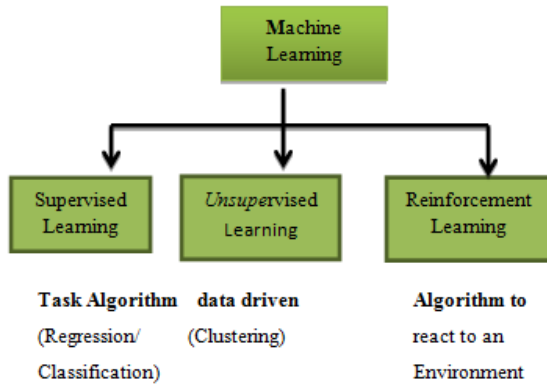 Machine
Learning
Supervised
Learning
Unsupervised
Learning
Reinforcement
Learning
Task Algorithm data driven
(Regression/ (Clustering)
Classification)
Algorithm to
react to an
Environment